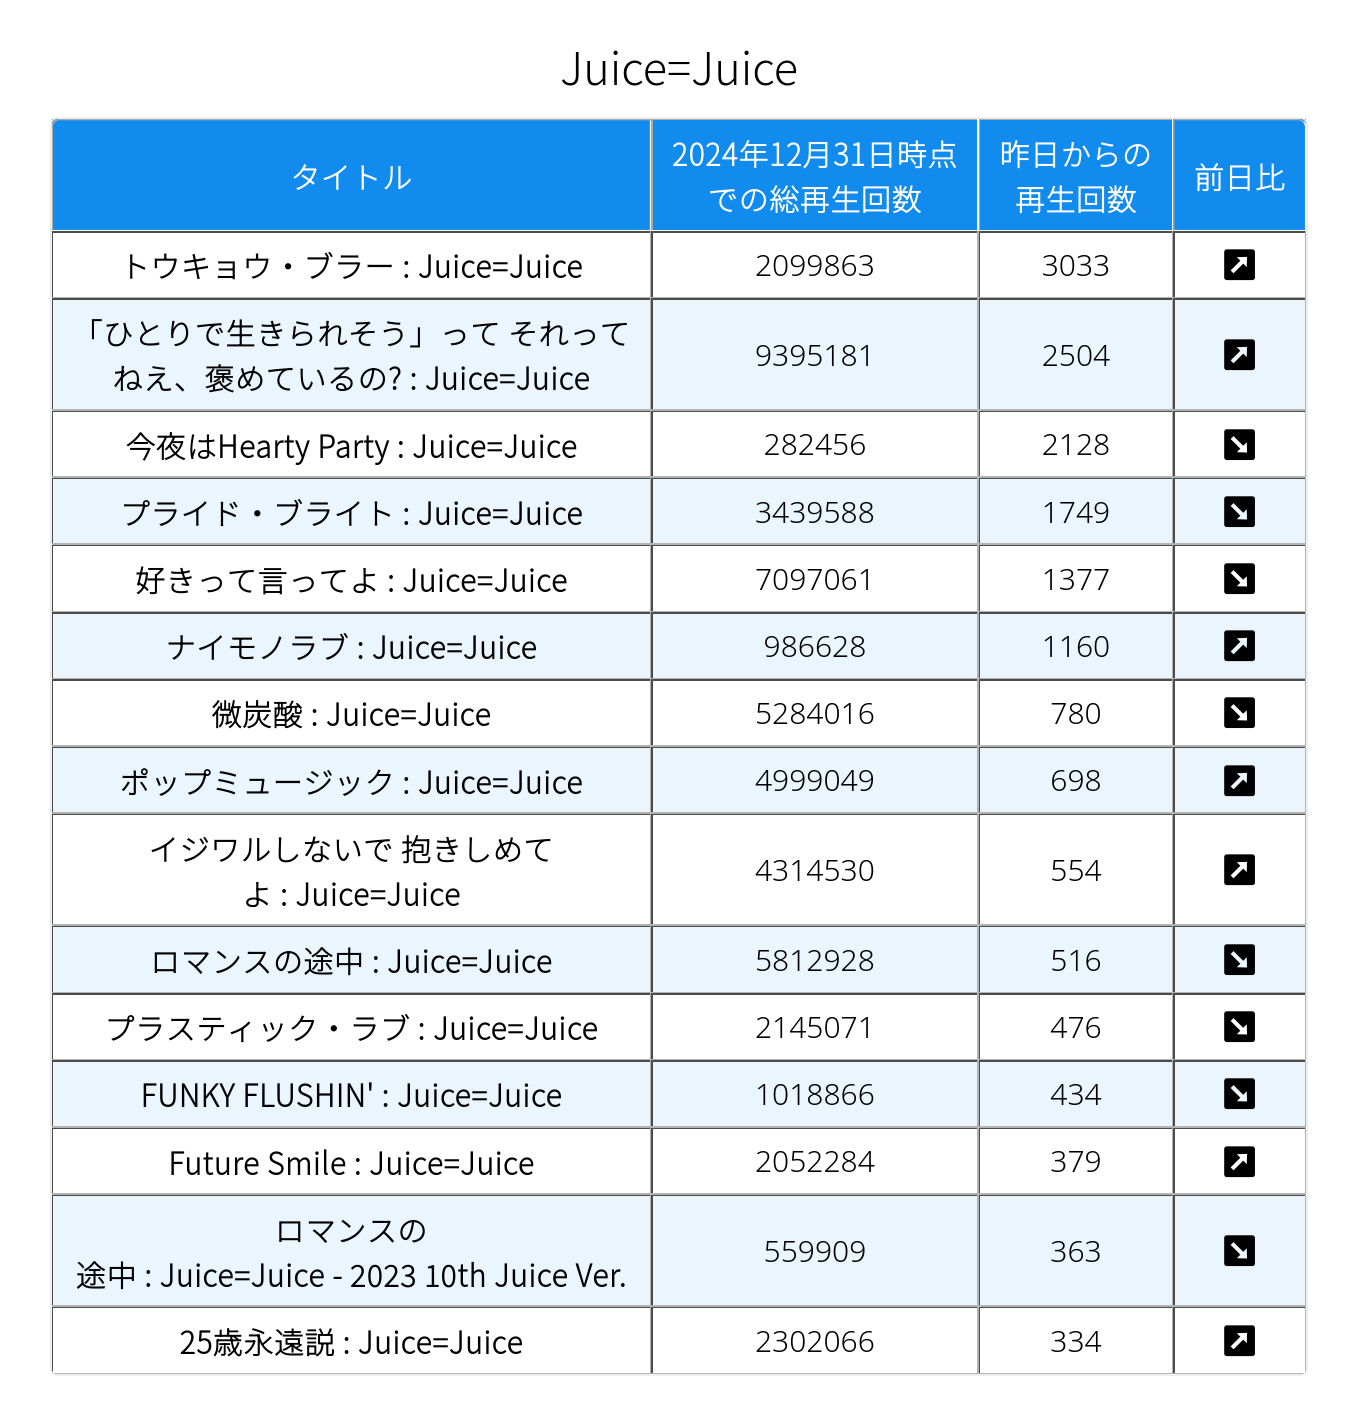 Juice=Juice
タイトル
2024年12月31日時点
での総再生回数
昨日からの
再生回数
前日比
トウキョウ・ブラー : Juice=Juice
2099863
3033
「ひとりで生きられそう」って それって
ねえ、褒めているの? : Juice=Juice
9395181
2504
今夜はHearty Party : Juice=Juice
282456
2128
プライド・ブライト : Juice=Juice
3439588
1749
好きって言ってよ : Juice=Juice
7097061
1377
ナイモノラブ : Juice=Juice
986628
1160
微炭酸 : Juice=Juice
5284016
780
ポップミュージック : Juice=Juice
4999049
698
イジワルしないで 抱きしめて
よ : Juice=Juice
4314530
554
ロマンスの途中 : Juice=Juice
5812928
516
プラスティック・ラブ : Juice=Juice
2145071
476
FUNKY FLUSHIN' : Juice=Juice
1018866
434
Future Smile : Juice=Juice
2052284
379
ロマンスの
途中 : Juice=Juice - 2023 10th Juice Ver.
559909
363
25歳永遠説 : Juice=Juice
2302066
334